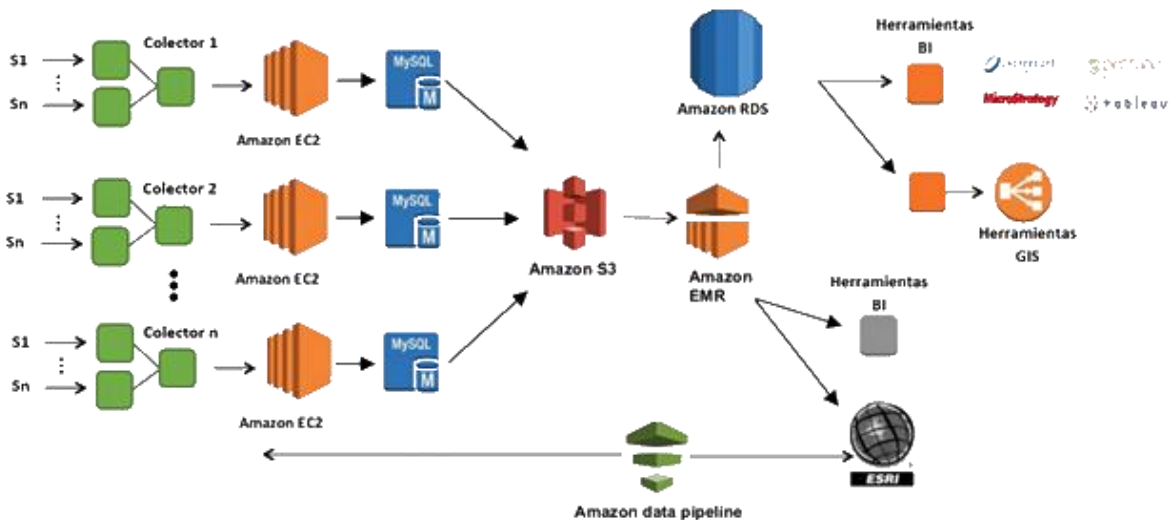 Colector 1
S1
Sn
Amazon EC2
MySQL
M
Colector 2
S1
Sn
Amazon EC2
MySQL
M
Colector n
S1
Sn
Amazon EC2
MySQL
M
Amazon S3
Amazon
EMR
Amazon RDS
Herramientas
BI
MicroStrategy
tableau
Herramientas
GIS
Herramientas
BI
ESRI
Amazon data pipeline